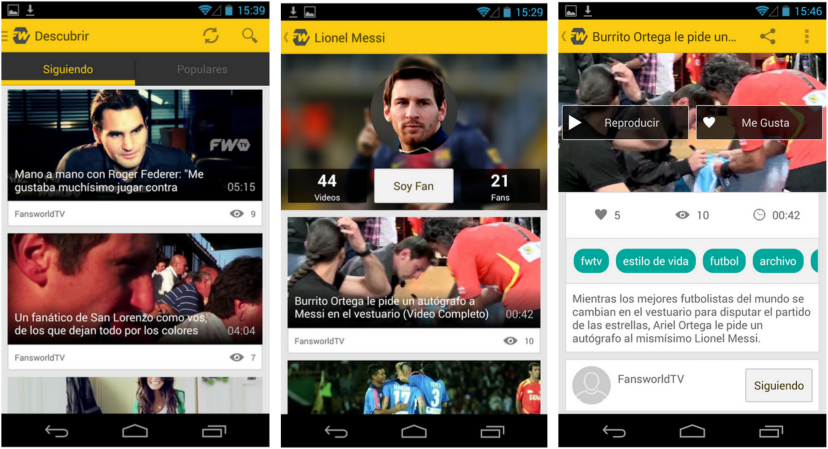 15:39
FW Descubrir
Siguiendo
Populares
FW TV
Mano a mano con Roger Federer: "Me
gustaba muchísimo jugar contra
05:15
FansworldTV
9
Un fanático de San Lorenzo como vos,
de los que dejan todo por los colores
04:04
FansworldTV
7
15:29
FW Lionel Messi
44
Videos
Soy Fan
21
Fans
Burrito Ortega le pide un autógrafo a
Messi en el vestuario (Video Completo)
00:42
FansworldTV
10
15:46
FW Burrito Ortega le pide un...
Reproducir
Me Gusta
5
10
00:42
fwtv
estilo de vida
futbol
archivo
Mientras los mejores futbolistas del mundo se
cambian en el vestuario para disputar el partido
de las estrellas, Ariel Ortega le pide un
autógrafo al mismísimo Lionel Messi.
FansworldTV
Siguiendo